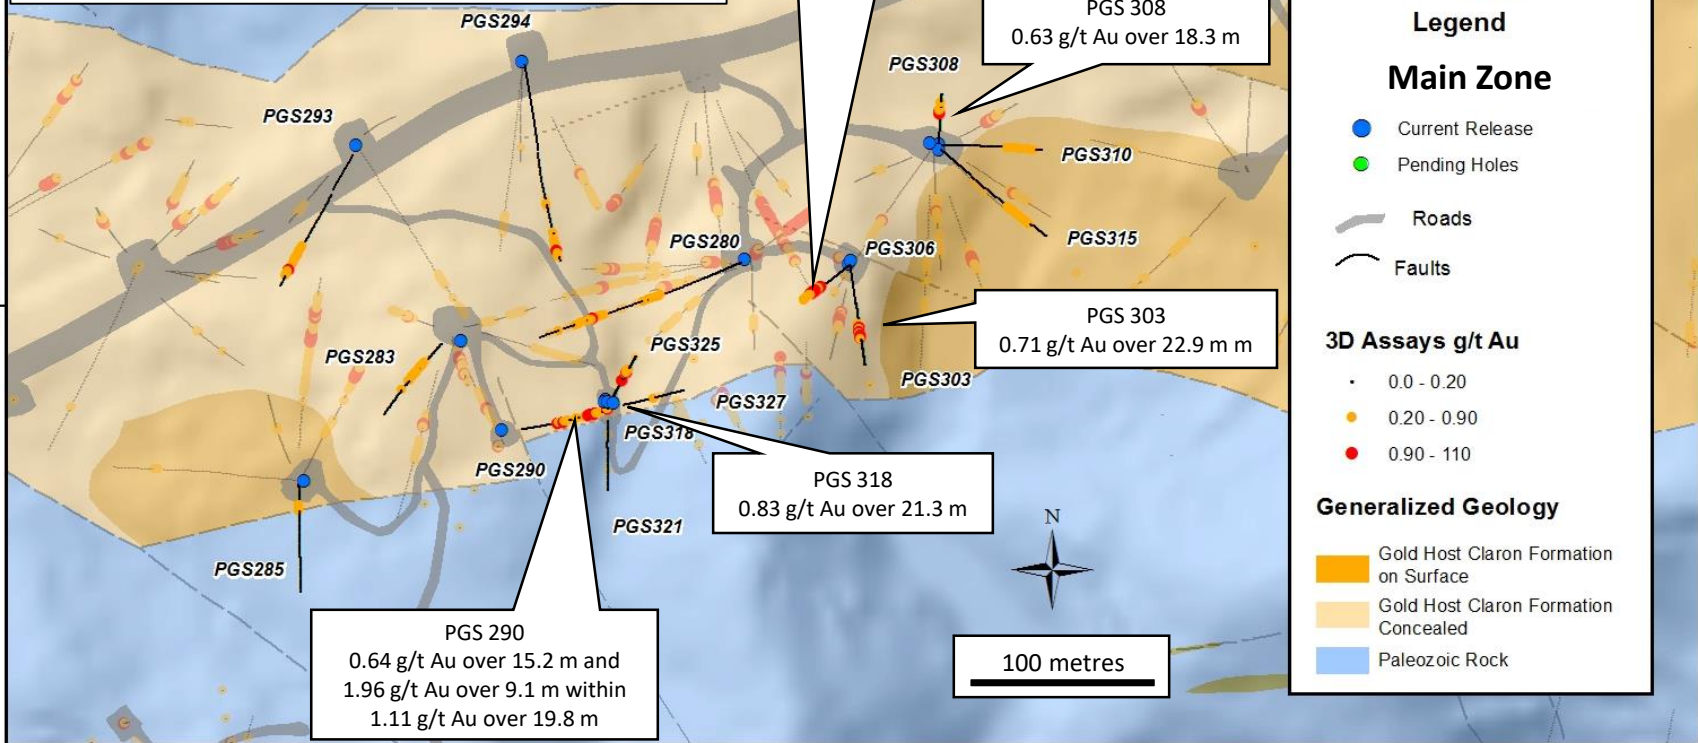 PGS294
PGS 308
0.63 g/t Au over 18.3 m
PGS308
PGS293
PGS310
PGS315
PGS280
PGS306
PGS 303
0.71 g/t Au over 22.9 m m
PGS325
PGS283
PGS303
PGS327
PGS318
PGS290
PGS 318
0.83 g/t Au over 21.3 m
PGS321
PGS285
PGS 290
0.64 g/t Au over 15.2 m and
1.96 g/t Au over 9.1 m within
1.11 g/t Au over 19.8 m
N
100 metres
Legend
Main Zone
Current Release
Pending Holes
Roads
Faults
3D Assays g/t Au
0.0 - 0.20
0.20 - 0.90
0.90 - 110
Generalized Geology
Gold Host Claron Formation
on Surface
Gold Host Claron Formation
Concealed
Paleozoic Rock